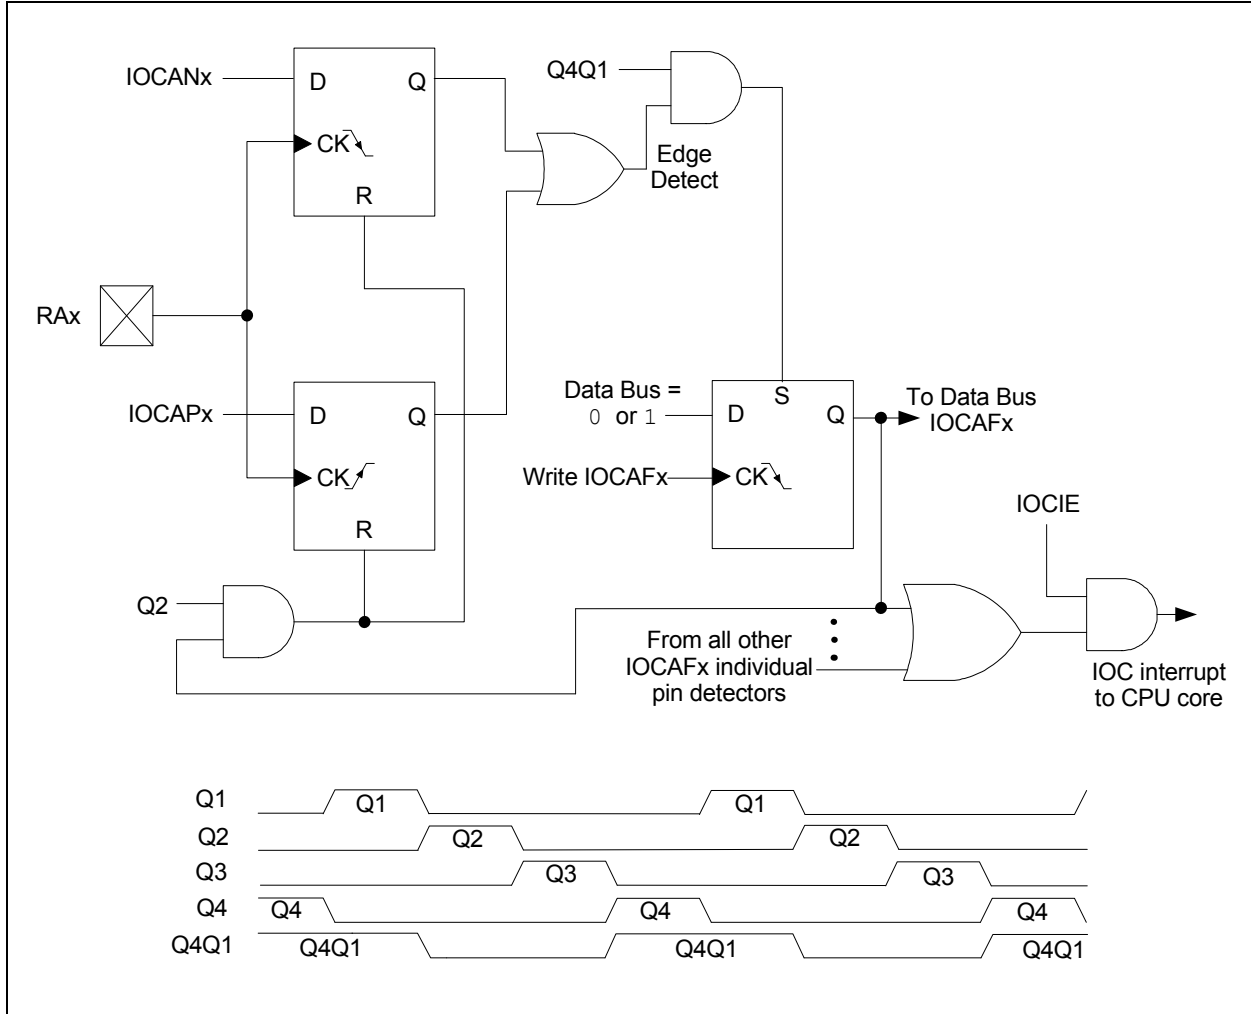 IOCANx
D
Q
CK
R
Q4Q1
Edge
Detect
RAx
IOCAPx
D
Q
CK
R
Data Bus =
0 or 1
S
D
Q
To Data Bus
IOCAFx
Write IOCAFx
CK
IOCIE
Q2
From all other
IOCAFx individual
pin detectors
IOC interrupt
to CPU core
Q1
Q1
Q1
Q2
Q2
Q2
Q3
Q3
Q3
Q4
Q4
Q4
Q4
Q4Q1
Q4Q1
Q4Q1
Q4Q1